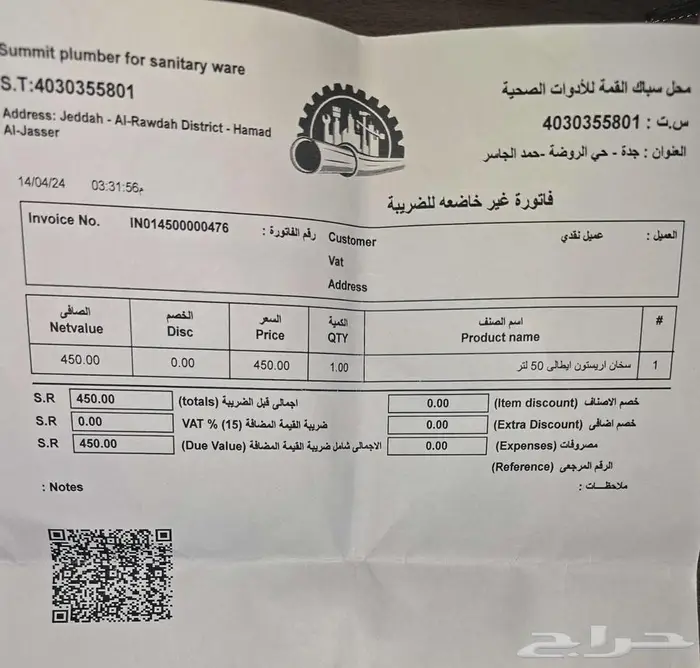 Summit plumber for sanitary ware
S.T:4030355801
Address: Jeddah - Al-Rawdah District - Hamad
Al-Jasser
محل سباك القمة للأدوات الصحية
س.ت : 4030355801
العنوان : جدة - حي الروضة -حمد الجاسر
14/04/24 03:31:56م
فاتورة غير خاضعه للضريبة
Invoice No. IN014500000476 رقم الفاتورة :
Customer عميل نقدي العميل :
Vat
Address
الصافى الخصم السعر الكمية اسم الصنف #
Netvalue Disc Price QTY Product name
450.00 0.00 450.00 1.00 سخان اريستون ايطالى 50 لتر 1
S.R 450.00 اجمالى قبل الضريبة (totals) 0.00 خصم الاصناف (Item discount)
S.R 0.00 ضريبة القيمة المضافة (15) % VAT 0.00 خصم اضافى (Extra Discount)
S.R 450.00 الاجمالى شامل ضريبة القيمة المضافة (Due Value) 0.00 مصروفات (Expenses)
الرقم المرجعى (Reference)
: Notes ملاحظـــات :
حراج